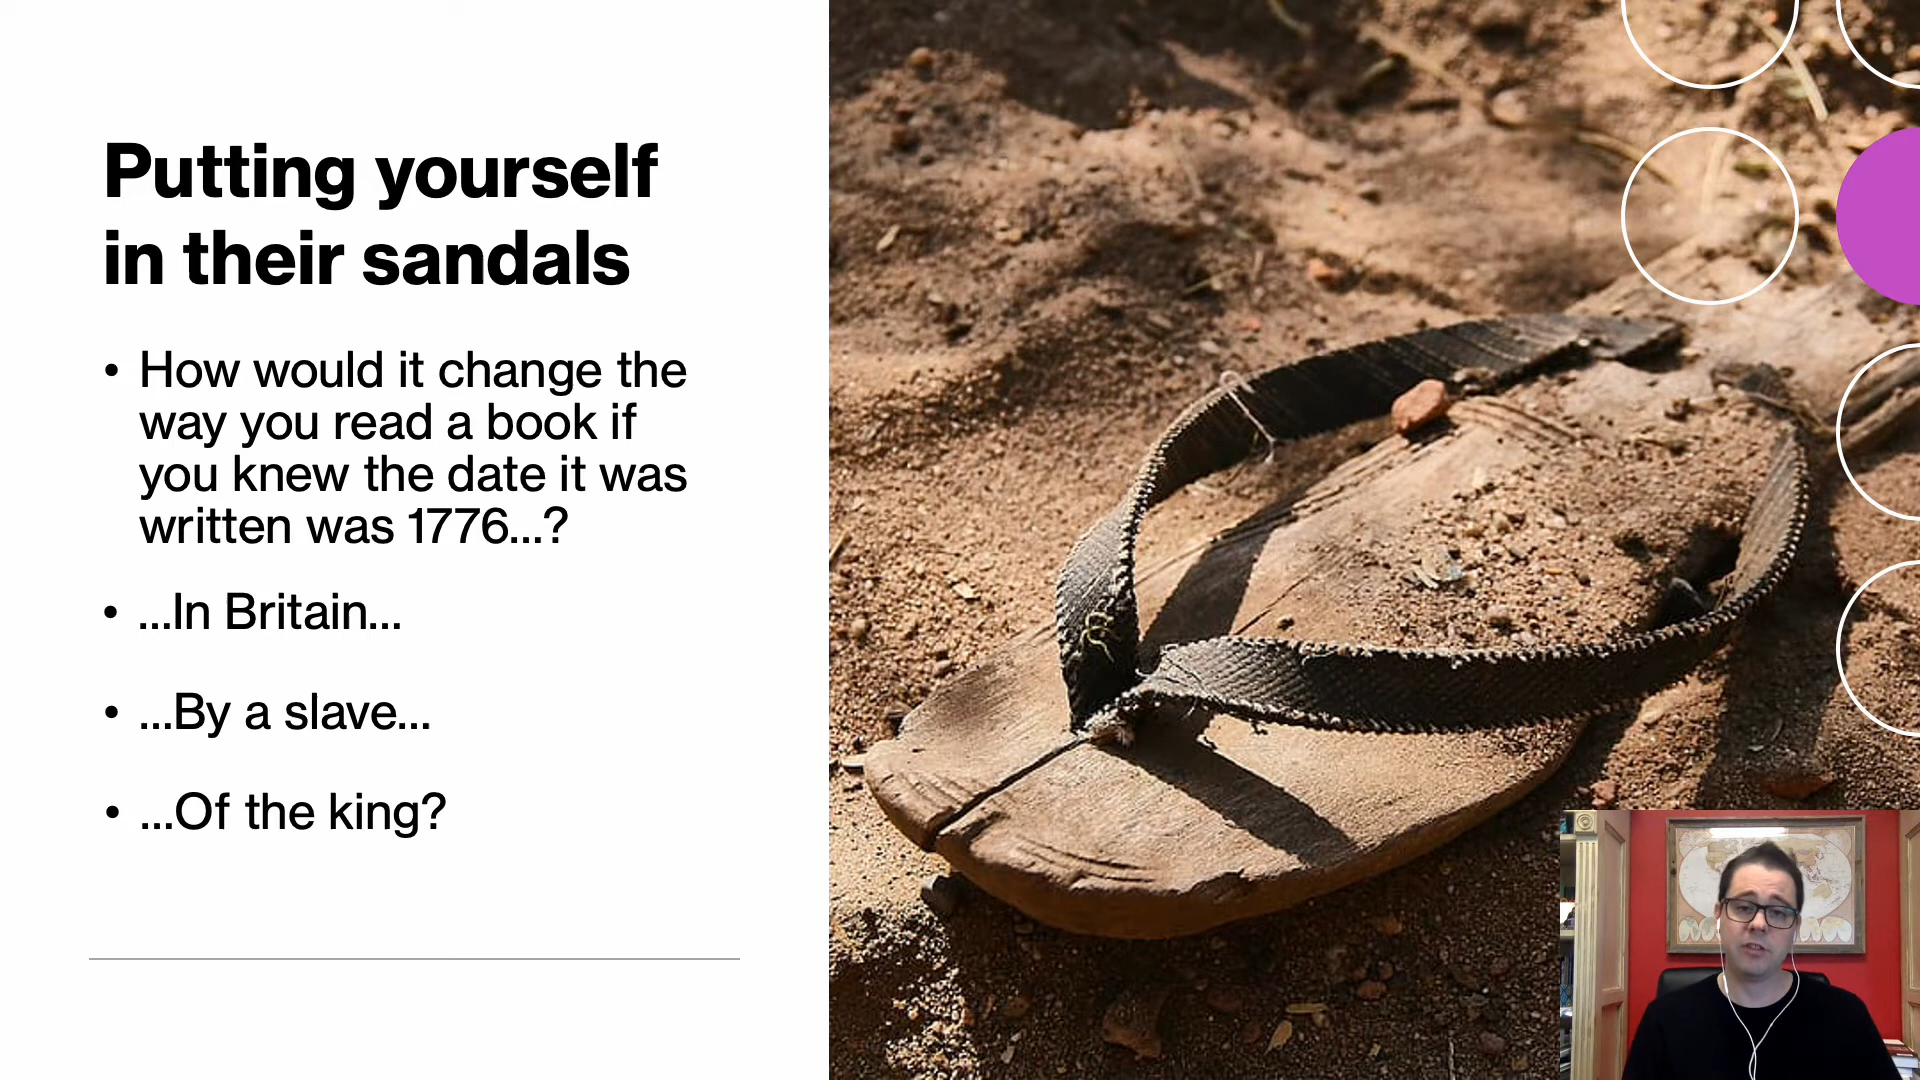 Putting yourself
in their sandals
• How would it change the
way you read a book if
you knew the date it was
written was 1776...?
• ...In Britain...
• ...By a slave...
• ...Of the king?